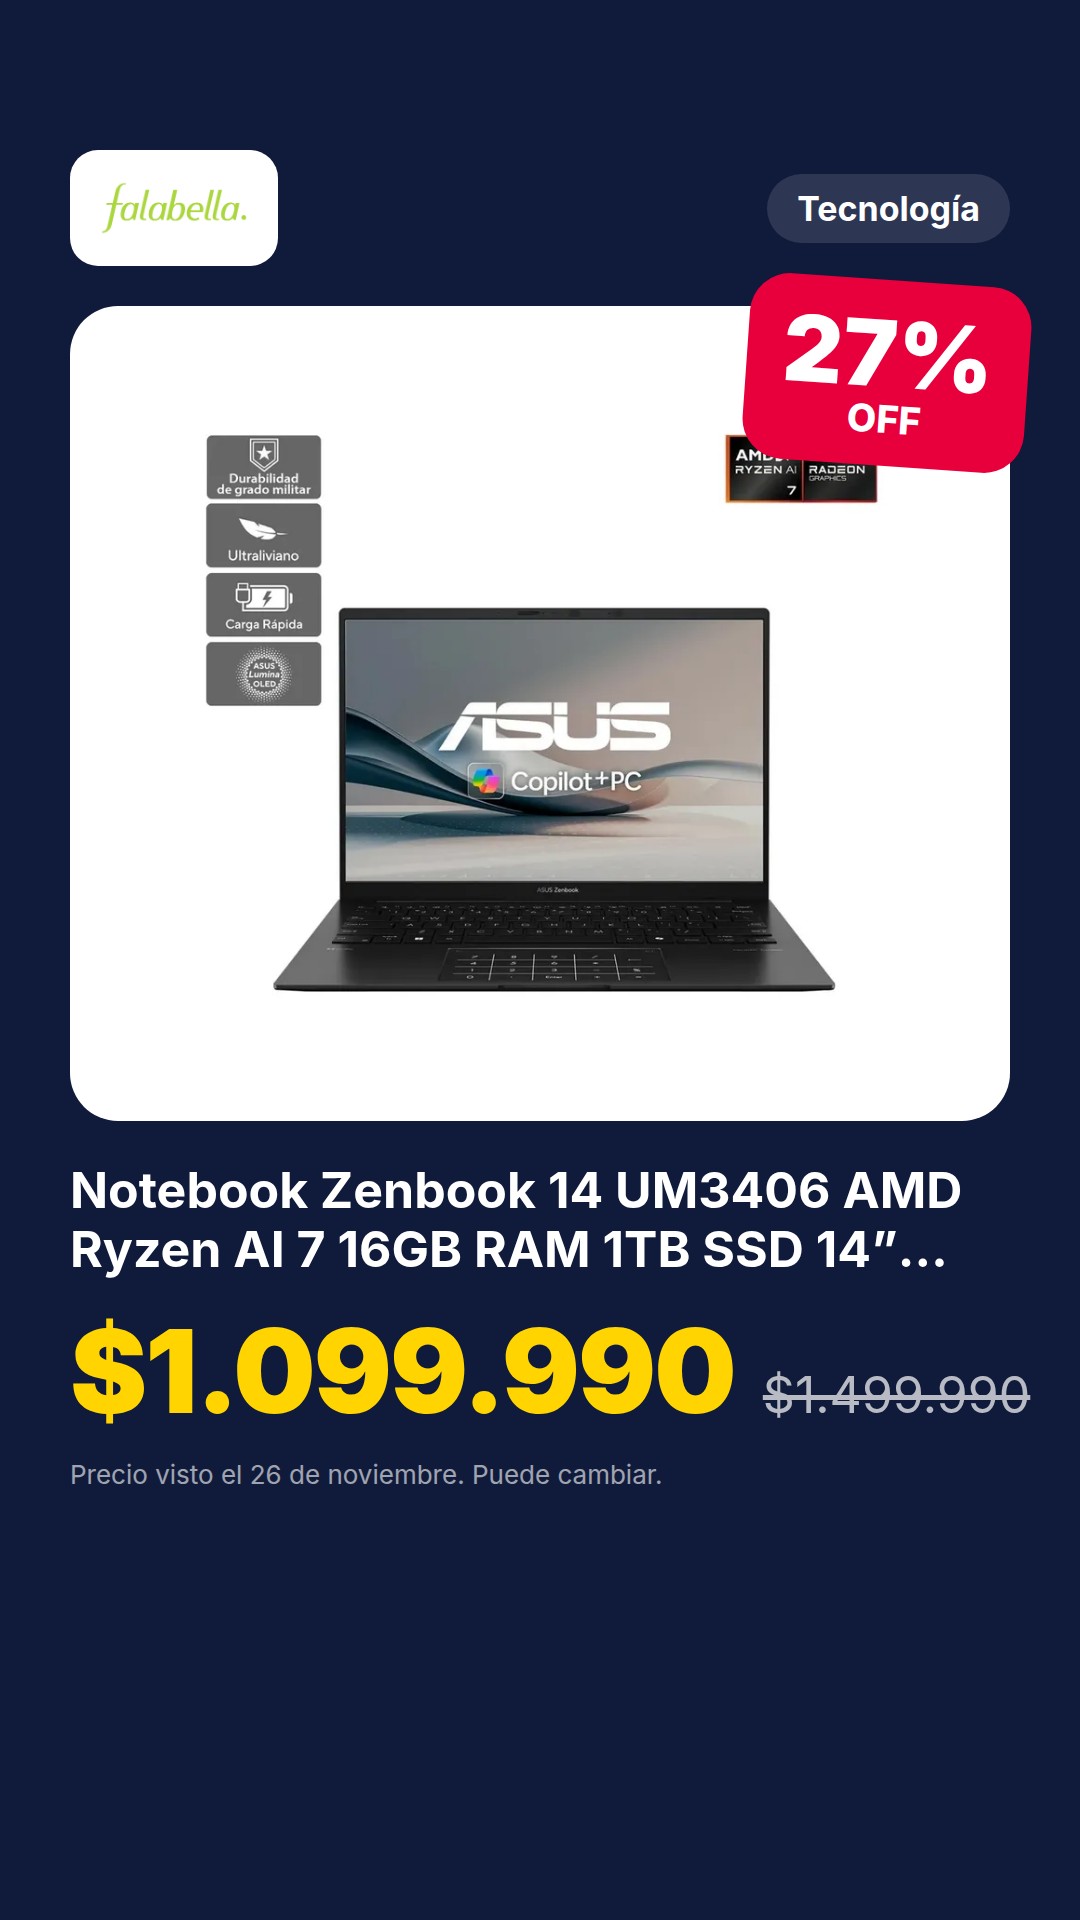 falabella.
Tecnología
27%
OFF
Durabilidad
de grado militar
Ultraliviano
Carga Rápida
ASUS
Lumina
OLED
RYZEN AI
7
RADEON
GRAPHICS
ASUS
Copilot+PC
ASUS Zenbook
Notebook Zenbook 14 UM3406 AMD
Ryzen AI 7 16GB RAM 1TB SSD 14”...
$1.099.990 $1.499.990
Precio visto el 26 de noviembre. Puede cambiar.